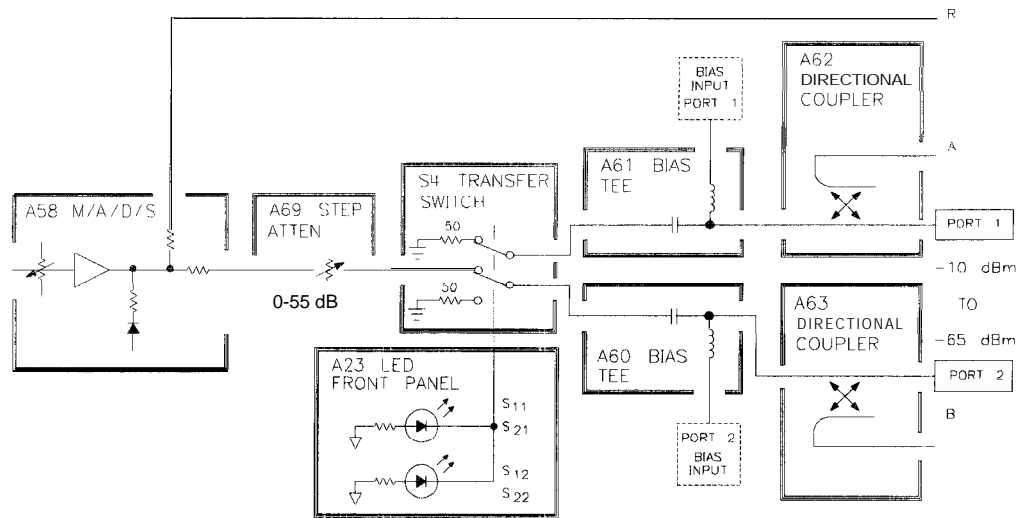 R
A62
DIRECTIONAL
COUPLER
BIAS
INPUT
PORT 1
A
A61 BIAS
TEE
S4 TRANSFER
SWITCH
A58 M/A/D/S
A69 STEP
ATTEN
50
PORT 1
0-55 dB
50
-10 dBm
TO
-65 dBm
A63
DIRECTIONAL
COUPLER
A60 BIAS
TEE
A23 LED
FRONT PANEL
PORT 2
S11
S21
B
PORT 2
BIAS
INPUT
S12
S22